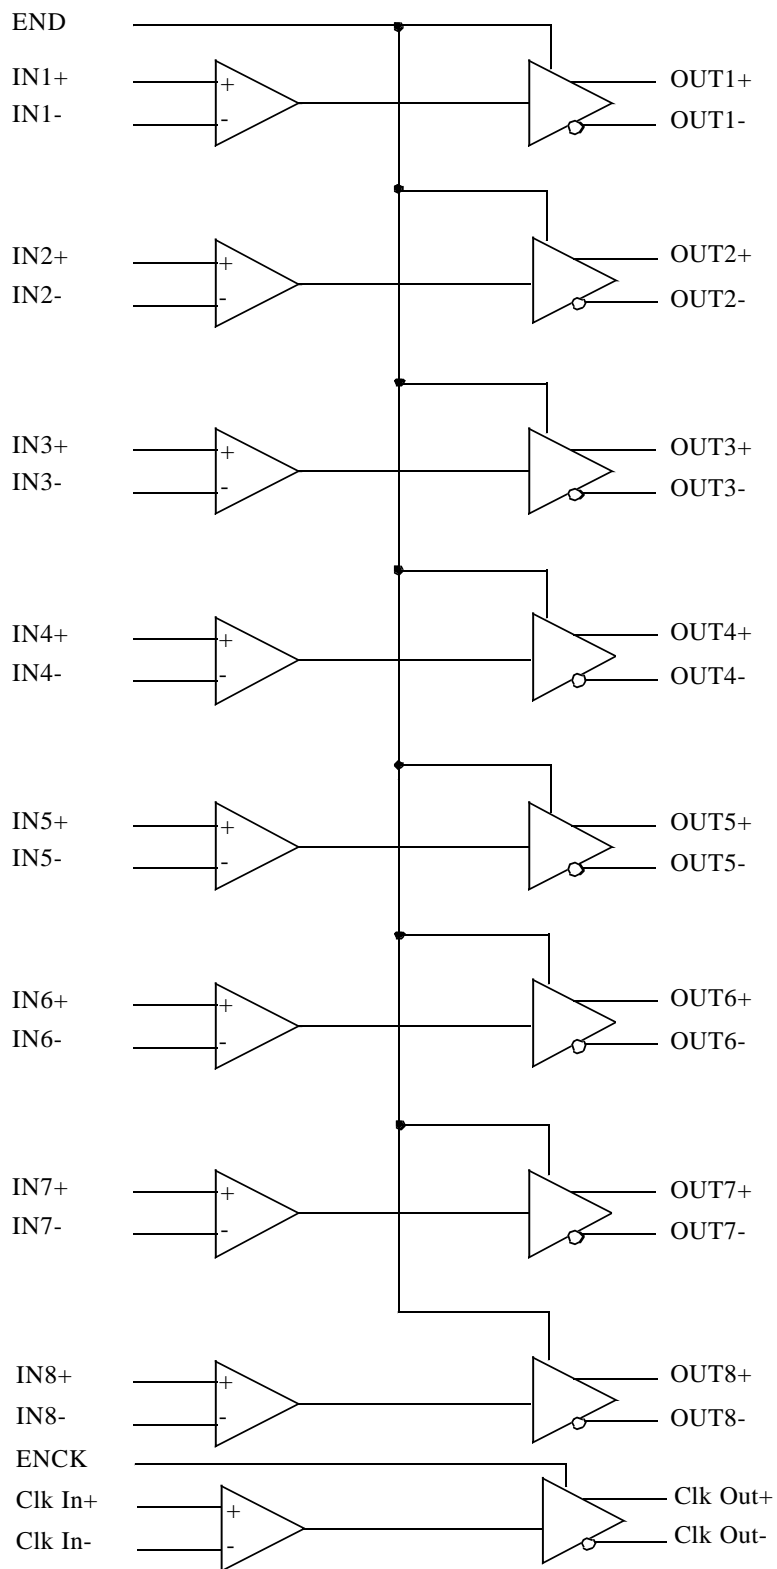 END
IN1+ + OUT1+
IN1- - OUT1-
IN2+ + OUT2+
IN2- - OUT2-
IN3+ + OUT3+
IN3- - OUT3-
IN4+ + OUT4+
IN4- - OUT4-
IN5+ + OUT5+
IN5- - OUT5-
IN6+ + OUT6+
IN6- - OUT6-
IN7+ + OUT7+
IN7- - OUT7-
IN8+ + OUT8+
IN8- - OUT8-
ENCK
Clk In+ + Clk Out+
Clk In- - Clk Out-